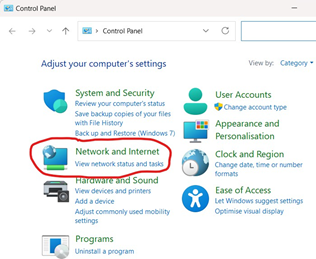 Control Panel
Control Panel
Adjust your computer's settings
View by: Category
System and Security
Review your computer's status
Save backup copies of your files
with File History
Back up and Restore (Windows 7)
Network and Internet
View network status and tasks
Hardware and Sound
View devices and printers
Add a device
Adjust commonly used mobility
settings
Programs
Uninstall a program
User Accounts
Change account type
Appearance and
Personalisation
Clock and Region
Change date, time or number
formats
Ease of Access
Let Windows suggest settings
Optimise visual display